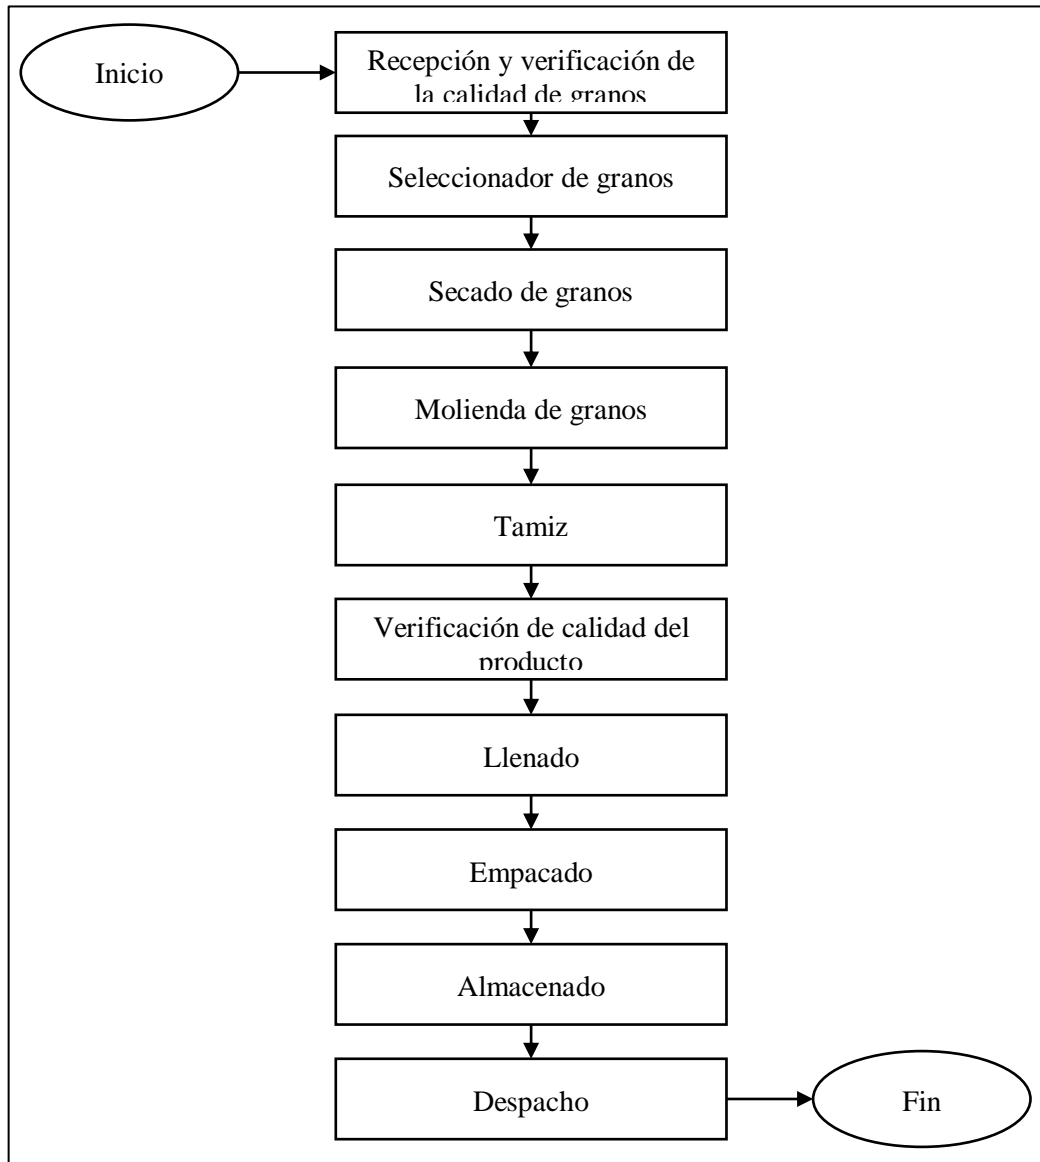 Inicio
Recepción y verificación de
la calidad de granos
Seleccionador de granos
Secado de granos
Molienda de granos
Tamiz
Verificación de calidad del
producto
Llenado
Empacado
Almacenado
Despacho
Fin